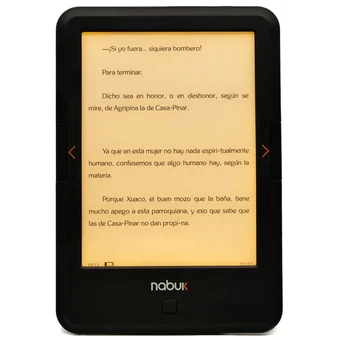 —¡Si yo fuera... siquiera bombero!
Para terminar:
Dicho sea en honor, o en deshonor, según se
mire, de Agripina la de Casa-Pinar.
Ya que en esta mujer no hay nada espiri-tualmente
humano, confesemos que algo humano hay, según la
materia.
Porque Xuaco, el buen mozo que la baña, tiene
mucho apego a esta parroquiana, y eso que sabe que
las de Casa-Pinar no dan propi-na.
nabuk